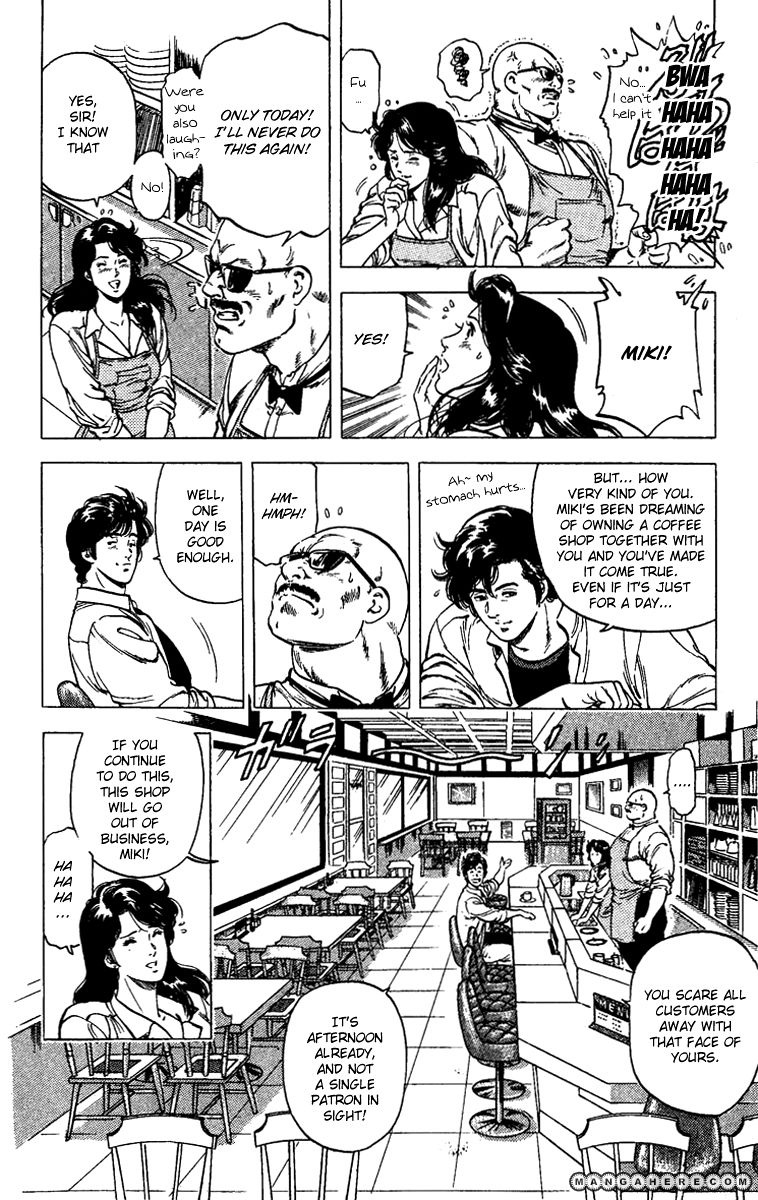 BWA
HAHA
HAHA
HAHA
HA!
No...
I can't
help it
Fu
...
MIKI!
YES!
ONLY TODAY!
I'LL NEVER DO
THIS AGAIN!
Were
you
also
laugh-
ing?
No!
YES,
SIR!
I KNOW
THAT
BUT... HOW
VERY KIND OF YOU.
MIKI'S BEEN DREAMING
OF OWNING A COFFEE
SHOP TOGETHER WITH
YOU AND YOU'VE MADE
IT COME TRUE.
EVEN IF IT'S JUST
FOR A DAY...
Ah~ my
stomach hurts...
HM-
HMPH!
WELL,
ONE
DAY IS
GOOD
ENOUGH.
ガラ
.....
IF YOU
CONTINUE
TO DO THIS,
THIS SHOP
WILL GO
OUT OF
BUSINESS,
MIKI!
HA
HA
HA
...
YOU SCARE ALL
CUSTOMERS
AWAY WITH
THAT FACE OF
YOURS.
IT'S
AFTERNOON
ALREADY,
AND NOT
A SINGLE
PATRON IN
SIGHT!
MENU
MANGAHERE.COM